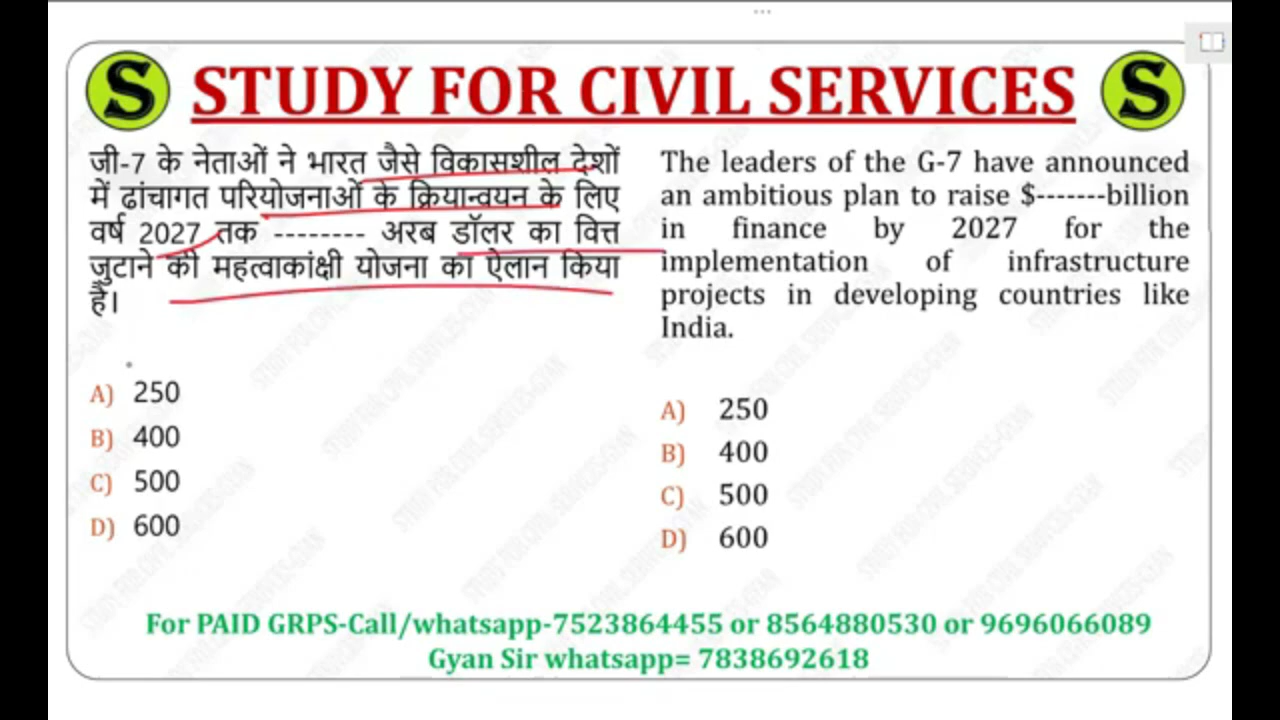 S STUDY FOR CIVIL SERVICES S
जी-7 के नेताओं ने भारत जैसे विकासशील देशों
में ढांचागत परियोजनाओं के क्रियान्वयन के लिए
वर्ष 2027 तक -------- अरब डॉलर का वित्त
जुटाने की महत्वाकांक्षी योजना का ऐलान किया
है।
A) 250
B) 400
C) 500
D) 600
The leaders of the G-7 have announced
an ambitious plan to raise $-------billion
in finance by 2027 for the
implementation of infrastructure
projects in developing countries like
India.
A) 250
B) 400
C) 500
D) 600
For PAID GRPS-Call/whatsapp-7523864455 or 8564880530 or 9696066089
Gyan Sir whatsapp= 7838692618